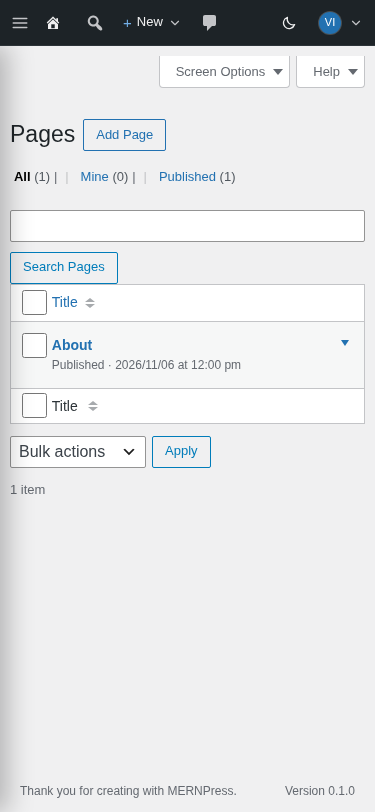 + New VI
Screen Options Help
Pages Add Page
All (1) | | Mine (0) | | Published (1)
Search Pages
Title
About
Published · 2026/11/06 at 12:00 pm
Title
Bulk actions Apply
1 item
Thank you for creating with MERNPress. Version 0.1.0